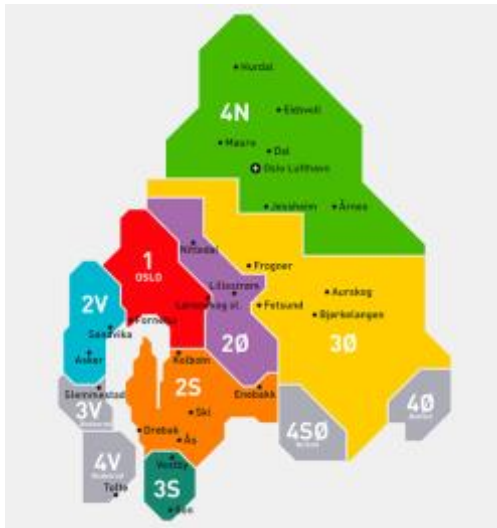 Hurdal
Eidsvoll
4N
Maura
Dal
Oslo Lufthavn
Jessheim
Årnes
Nittedal
1
OSLO
Frogner
2V
Lillestrøm
Aurskog
Fetsund
Fornebu
Bjørkelangen
Sandvika
2Ø
3Ø
Asker
Kolbotn
2S
Slemmestad
Enebakk
3V
4Ø
Ski
4SØ
Drøbak
Ås
4V
Vestby
3S
Tofte
Son